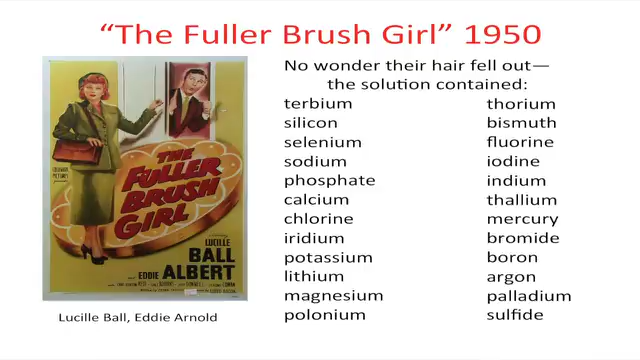 “The Fuller Brush Girl” 1950
No wonder their hair fell out—
the solution contained:
terbium
silicon
selenium
sodium
phosphate
calcium
chlorine
iridium
potassium
lithium
magnesium
polonium
thorium
bismuth
fluorine
iodine
indium
thallium
mercury
bromide
boron
argon
palladium
sulfide
COLUMBIA
PICTURES
THE
FULLER
BRUSH
GIRL
LUCILLE
BALL
EDDIE ALBERT
Lucille Ball, Eddie Arnold